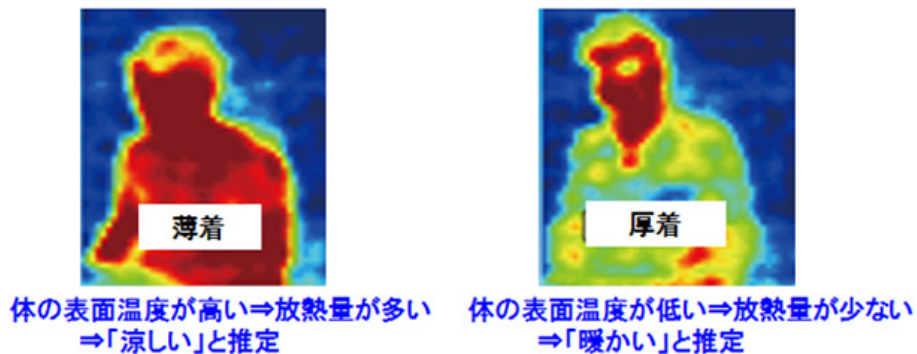 薄着
厚着
体の表面温度が高い⇒放熱量が多い
⇒「涼しい」と推定
体の表面温度が低い⇒放熱量が少ない
⇒「暖かい」と推定